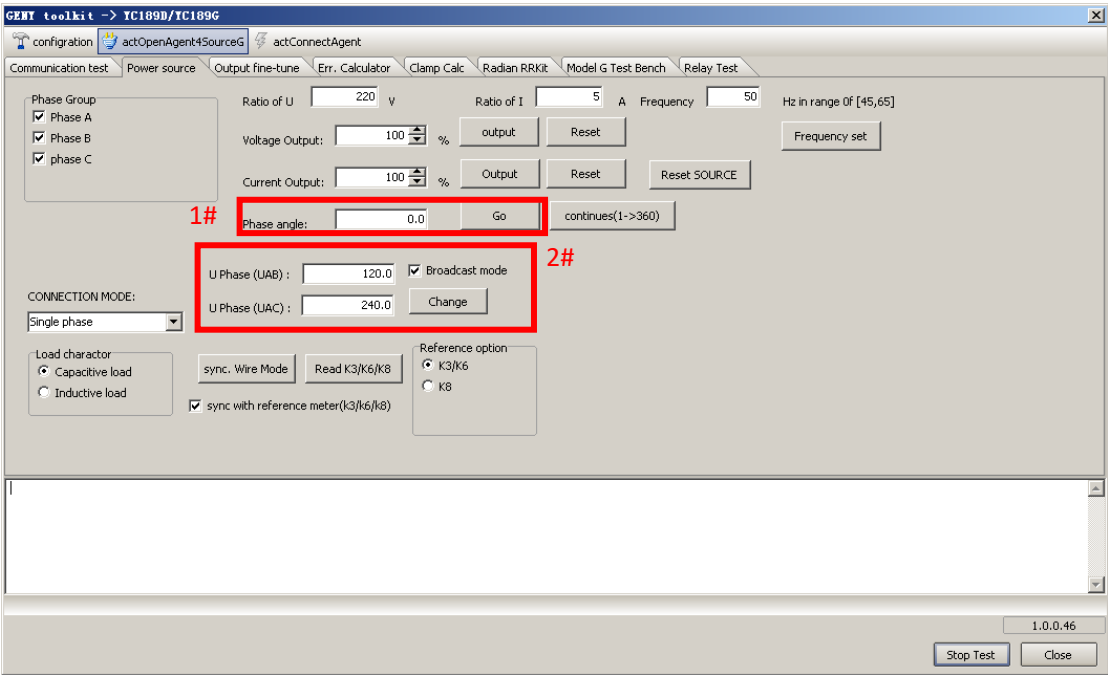 GENY toolkit -> YC189D/YC189G
configration actOpenAgent4SourceG actConnectAgent
Communication test Power source Output fine-tune Err. Calculator Clamp Calc Radian RRKit Model G Test Bench Relay Test
Phase Group
Phase A
Phase B
phase C
Ratio of U 220 V Ratio of I 5 A Frequency 50 Hz in range 0f [45,65]
Voltage Output: 100 % output Reset Frequency set
Current Output: 100 % Output Reset Reset SOURCE
1# Phase angle: 0.0 Go continues(1->360)
2#
U Phase (UAB) : 120.0 Broadcast mode
U Phase (UAC) : 240.0 Change
CONNECTION MODE:
Single phase
Load charactor
Capacitive load
Inductive load
sync. Wire Mode Read K3/K6/K8
sync with reference meter(k3/k6/k8)
Reference option
K3/K6
K8
1.0.0.46
Stop Test Close